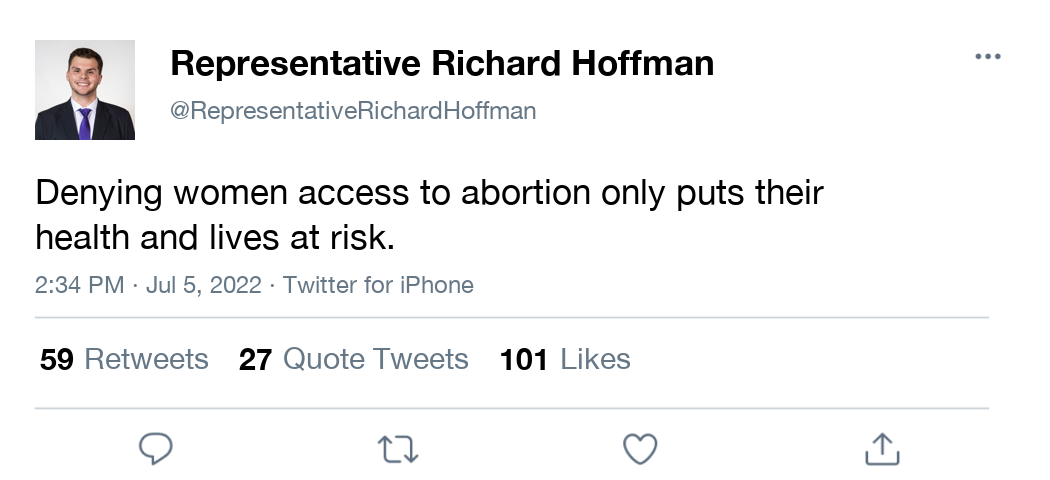 Representative Richard Hoffman
@RepresentativeRichardHoffman
Denying women access to abortion only puts their
health and lives at risk.
2:34 PM · Jul 5, 2022 · Twitter for iPhone
59 Retweets 27 Quote Tweets 101 Likes